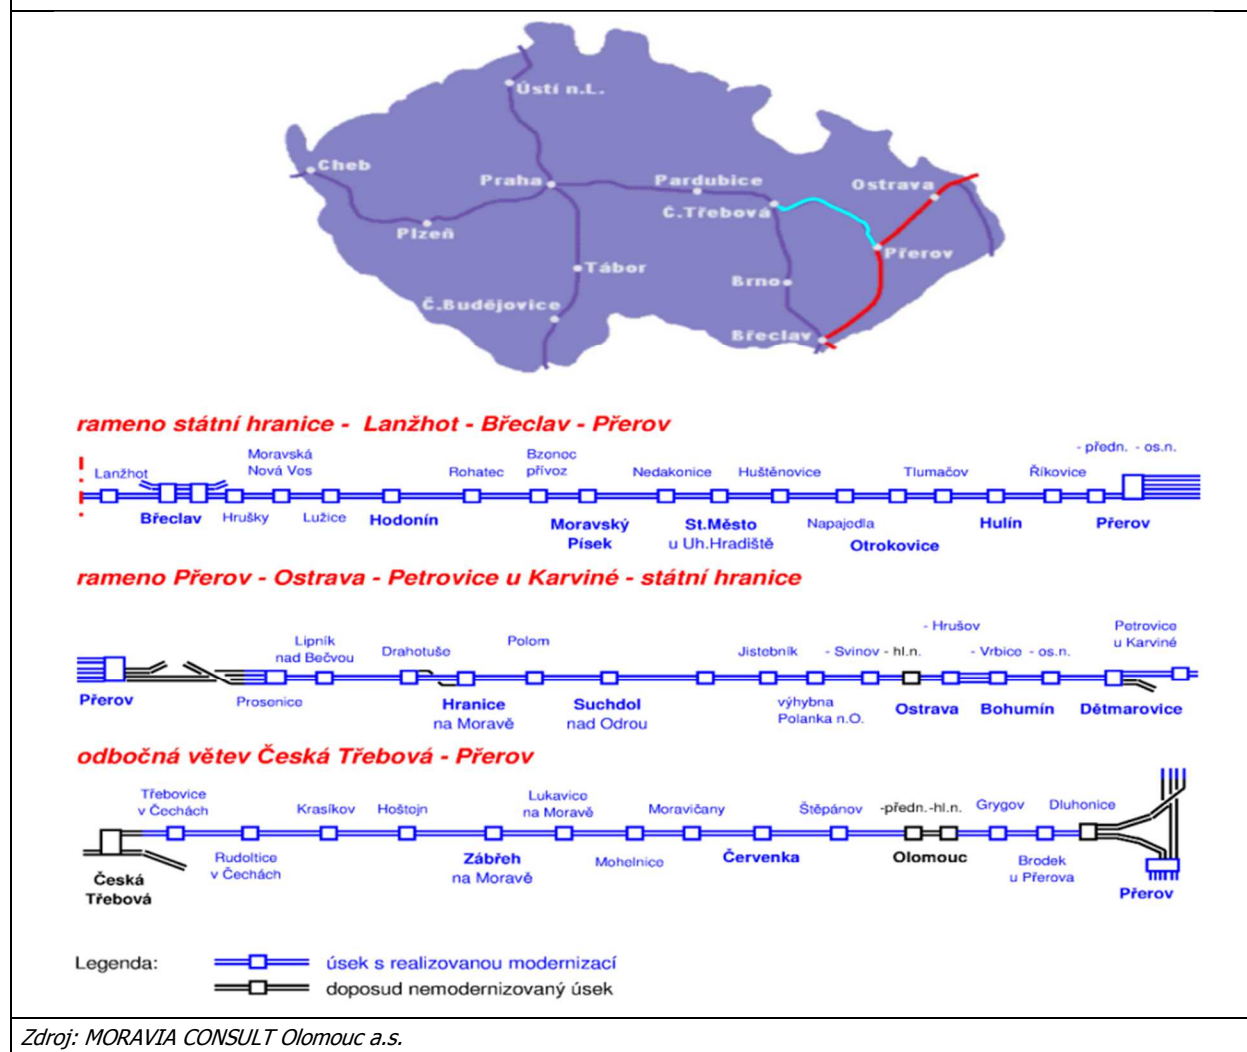 Ústí n.L.
Cheb
Praha
Pardubice
Ostrava
Č.Třebová
Plzeň
Přerov
Tábor
Brno
Č.Budějovice
Břeclav
rameno státní hranice - Lanžhot - Břeclav - Přerov
- předn. - os.n.
Moravská
Nová Vos
Bzonoc
přívoz
Lanžhot
Rohatec
Nedakonice
Huštěnovice
Tlumačov
Říkovice
Břeclav
Hrušky
Lužice
Hodonín
Moravský
Písek
St.Město
u Uh.Hradiště
Napajedla
Otrokovice
Hulín
Přerov
rameno Přerov - Ostrava - Petrovice u Karviné - státní hranice
- Hrušov
Petrovice
u Karviné
Lipník
nad Bečvou
Drahotuše
Polom
Jistebník
- Svinov - hl.n.
- Vrbice - os.n.
Přerov
Prosenice
Hranice
na Moravě
Suchdol
nad Odrou
výhybna
Polanka n.O.
Ostrava
Bohumín
Dětmarovice
odbočná větev Česká Třebová - Přerov
Třebovice
v Čechách
Krasíkov
Hoštojn
Lukavice
na Moravě
Moravičany
Štěpánov
-předn.-hl.n.
Grygov
Dluhonice
Česká
Třebová
Rudoltice
v Čechách
Zábřeh
na Moravě
Mohelnice
Červenka
Olomouc
Brodek
u Přerova
Přerov
Legenda:
úsek s realizovanou modernizací
doposud nemodernizovaný úsek
Zdroj: MORAVIA CONSULT Olomouc a.s.